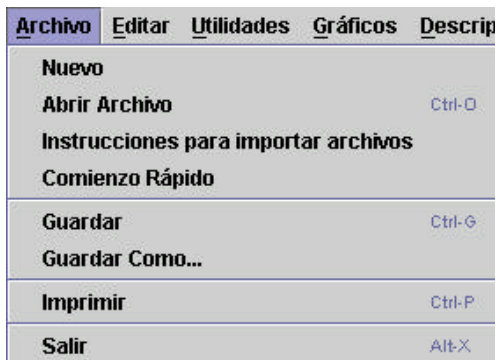 Archivo Editar Utilidades Gráficos Descrip
Nuevo
Abrir Archivo Ctrl-O
Instrucciones para importar archivos
Comienzo Rápido
Guardar Ctrl-G
Guardar Como...
Imprimir Ctrl-P
Salir Alt-X